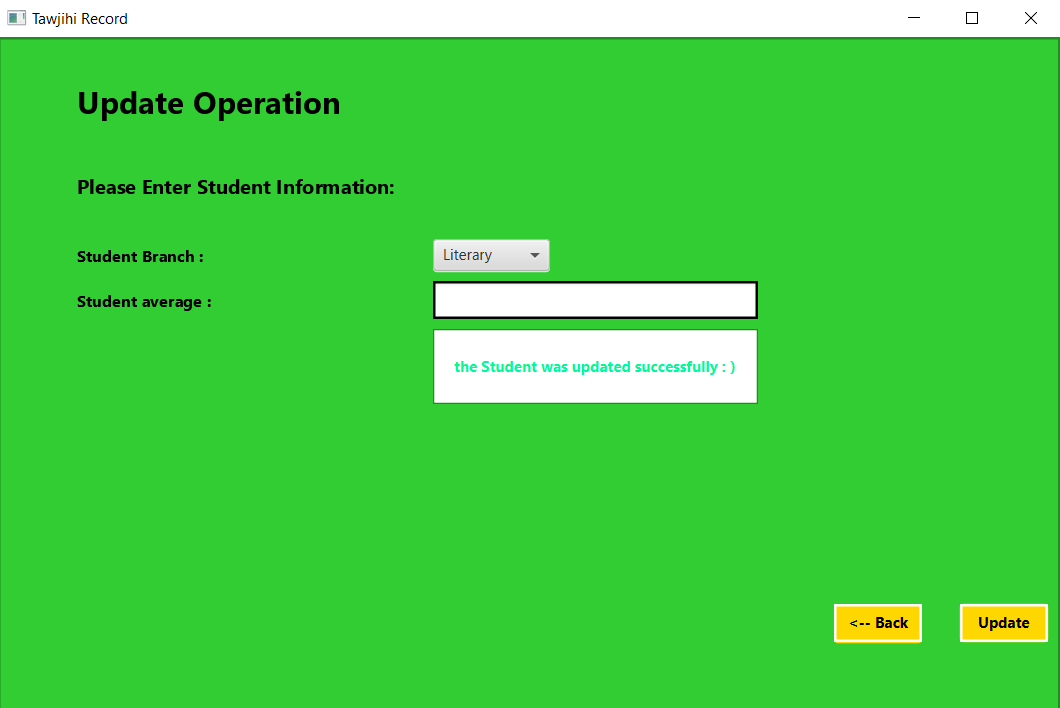 Tawjihi Record
Update Operation
Please Enter Student Information:
Student Branch :
Literary
Student average :
the Student was updated successfully : )
<-- Back
Update